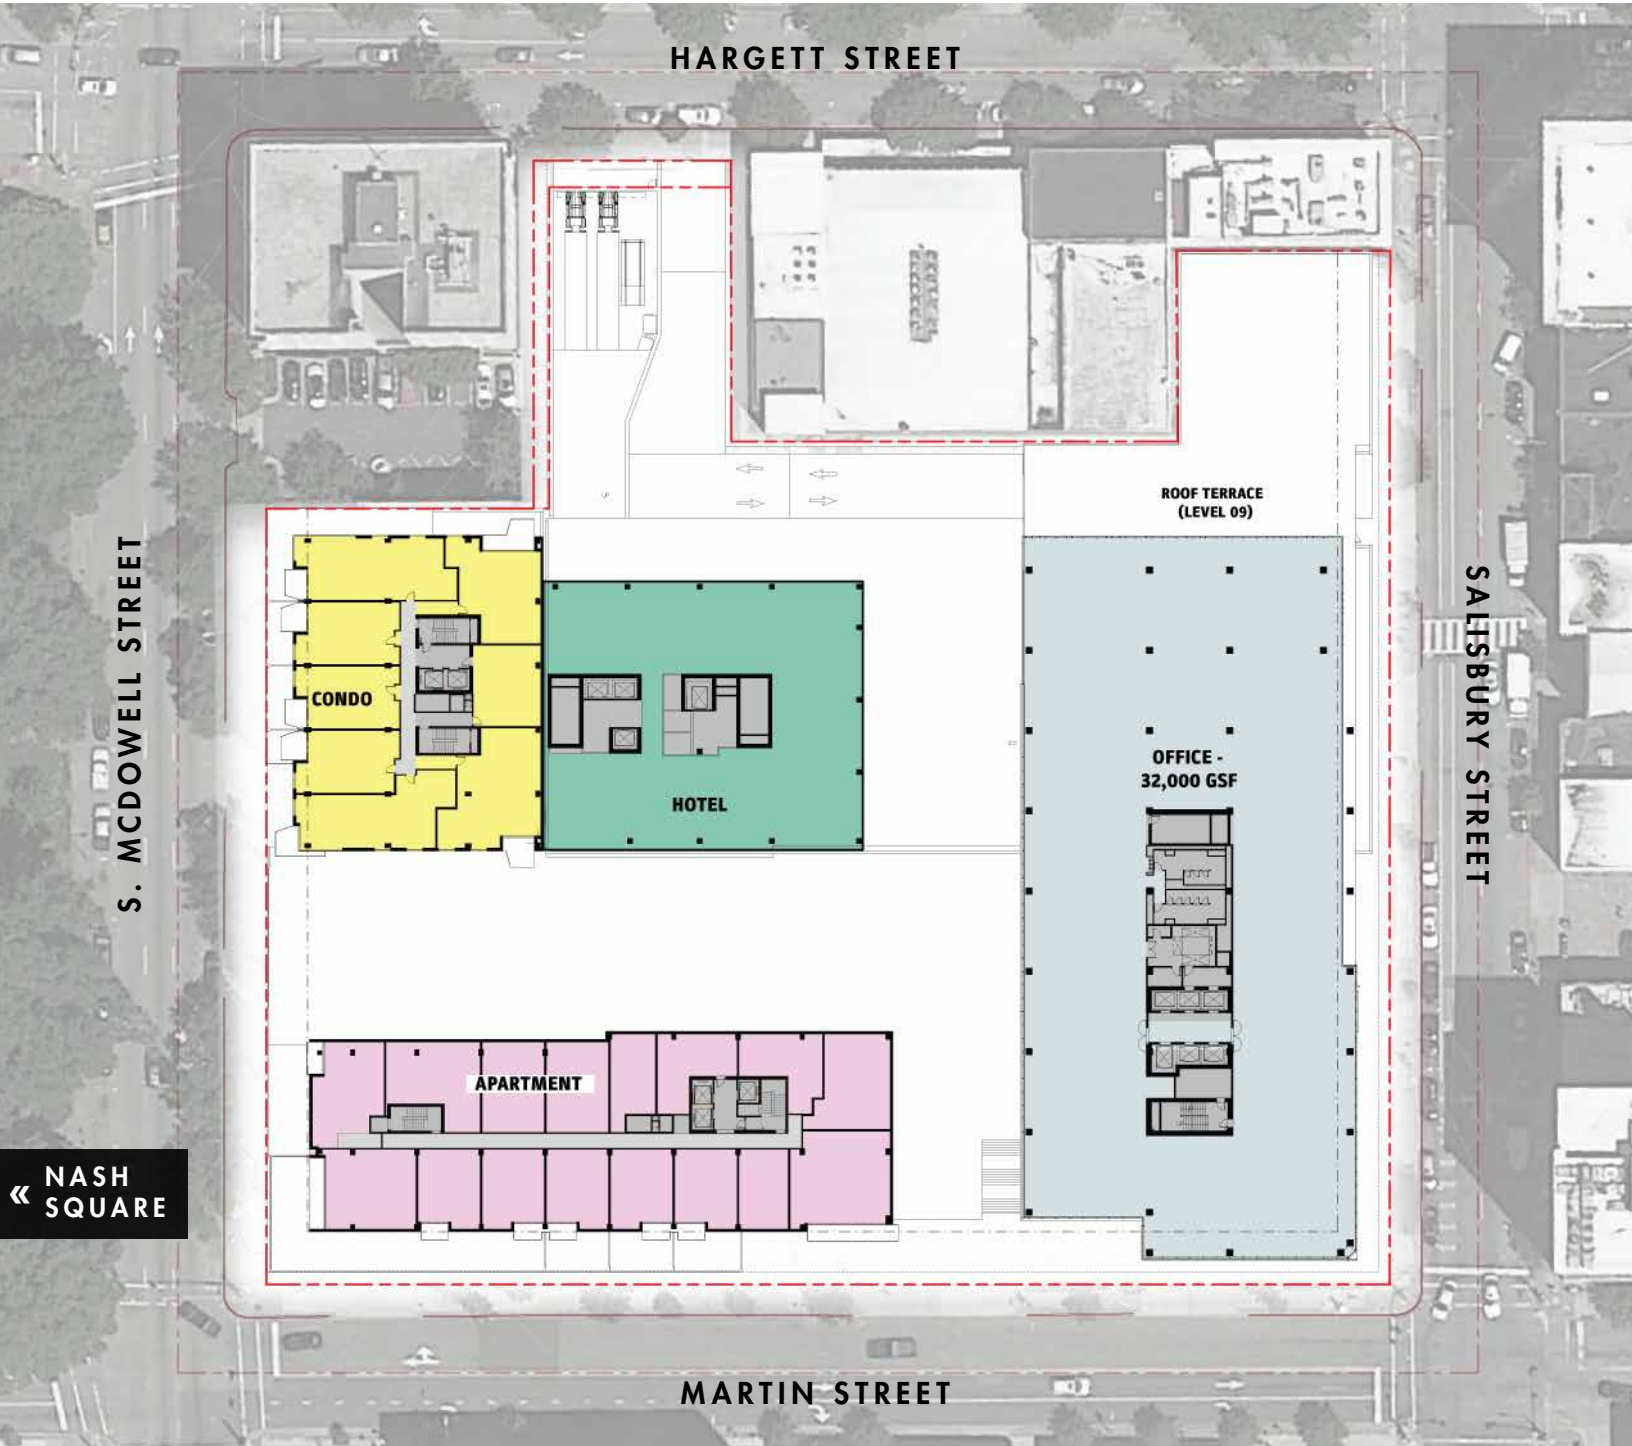 HARGETT STREET
ROOF TERRACE
(LEVEL 09)
S. MCDOWELL STREET
SALISBURY STREET
CONDO
OFFICE -
32,000 GSF
HOTEL
APARTMENT
« NASH
SQUARE
MARTIN STREET